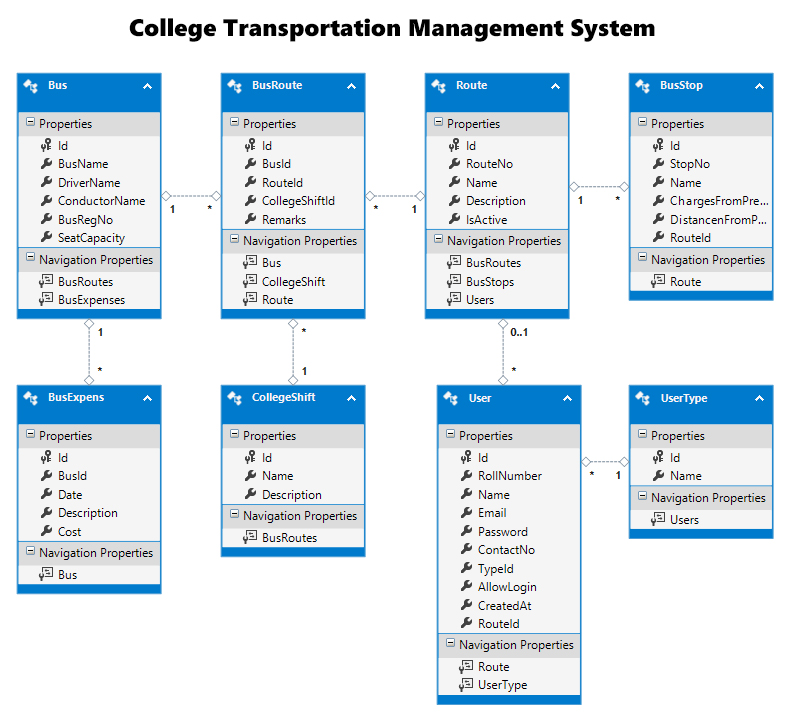 College Transportation Management System
Bus
Properties
Id
BusName
DriverName
ConductorName
BusRegNo
SeatCapacity
Navigation Properties
BusRoutes
BusExpenses
BusRoute
Properties
Id
BusId
RouteId
CollegeShiftId
Remarks
Navigation Properties
Bus
CollegeShift
Route
Route
Properties
Id
RouteNo
Name
Description
IsActive
Navigation Properties
BusRoutes
BusStops
Users
BusStop
Properties
Id
StopNo
Name
ChargesFromPre...
DistancenFromP...
RouteId
Navigation Properties
Route
1
*
*
1
1
*
1
*
*
1
0..1
*
BusExpens
Properties
Id
BusId
Date
Description
Cost
Navigation Properties
Bus
CollegeShift
Properties
Id
Name
Description
Navigation Properties
BusRoutes
User
Properties
Id
RollNumber
Name
Email
Password
ContactNo
TypeId
AllowLogin
CreatedAt
RouteId
Navigation Properties
Route
UserType
*
1
UserType
Properties
Id
Name
Navigation Properties
Users